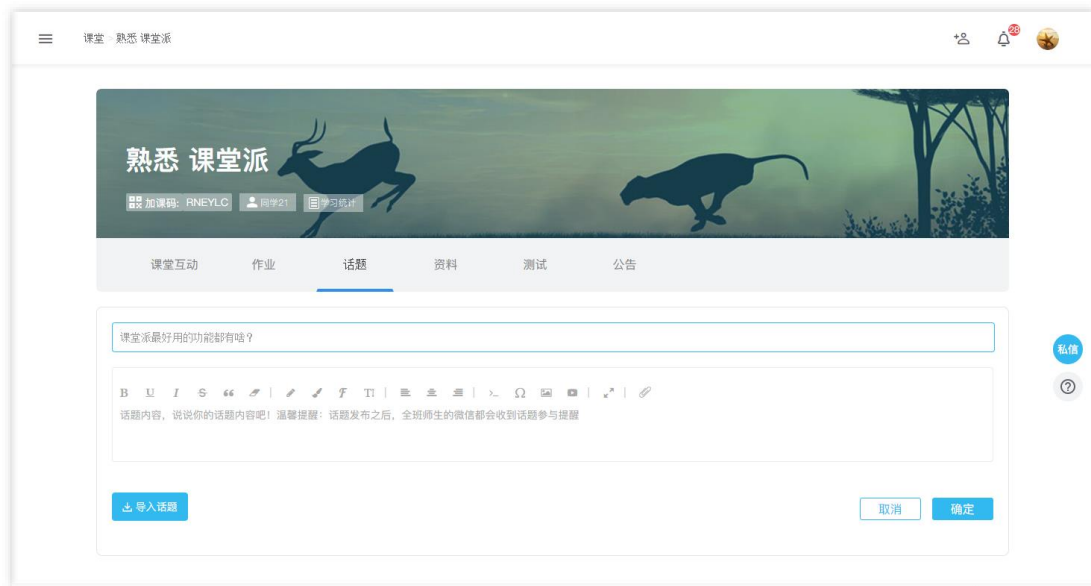 课堂 熟悉 课堂派
28
熟悉 课堂派
加课码：RNEYLC 同学21 学习统计
课堂互动 作业 话题 资料 测试 公告
课堂派最好用的功能都有啥？
私信
B U I S
话题内容，说说你的话题内容吧！温馨提醒：话题发布之后，全班师生的微信都会收到话题参与提醒
导入话题 取消 确定